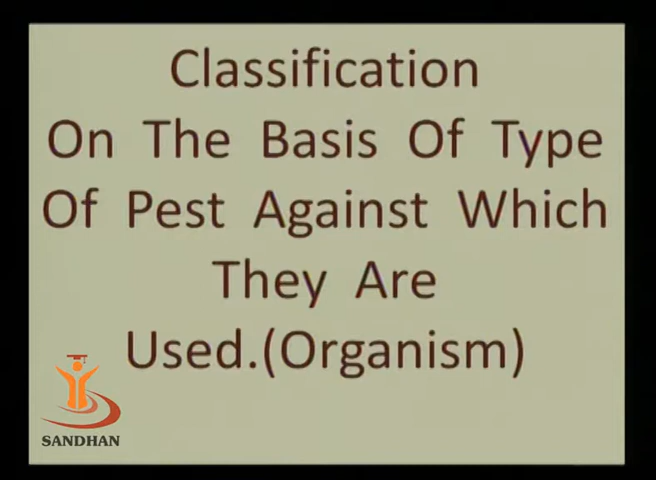 Classification
On The Basis Of Type
Of Pest Against Which
They Are
Used.(Organism)
SANDHAN